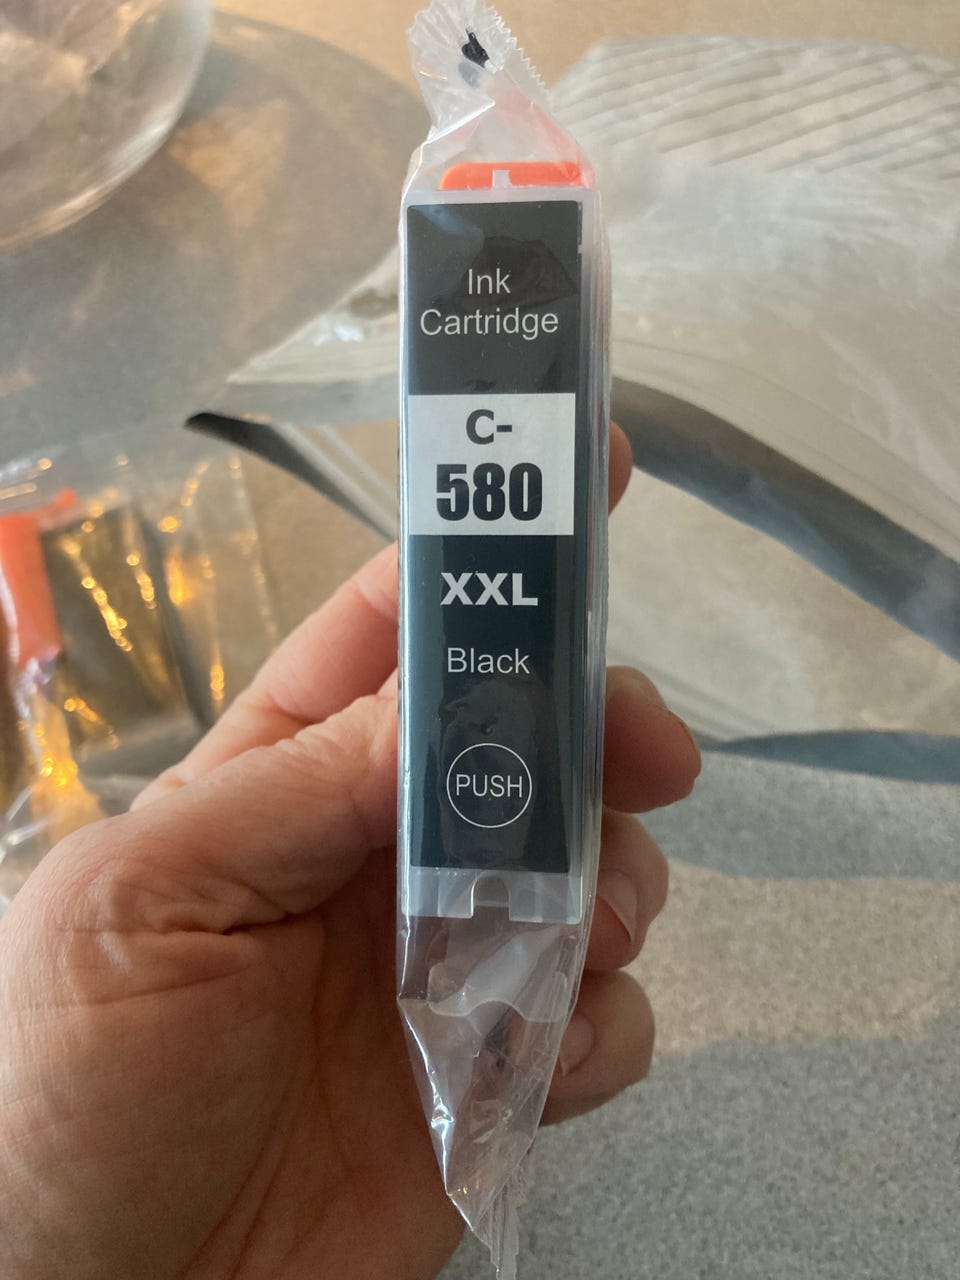 Ink
Cartridge
C-
580
XXL
Black
PUSH